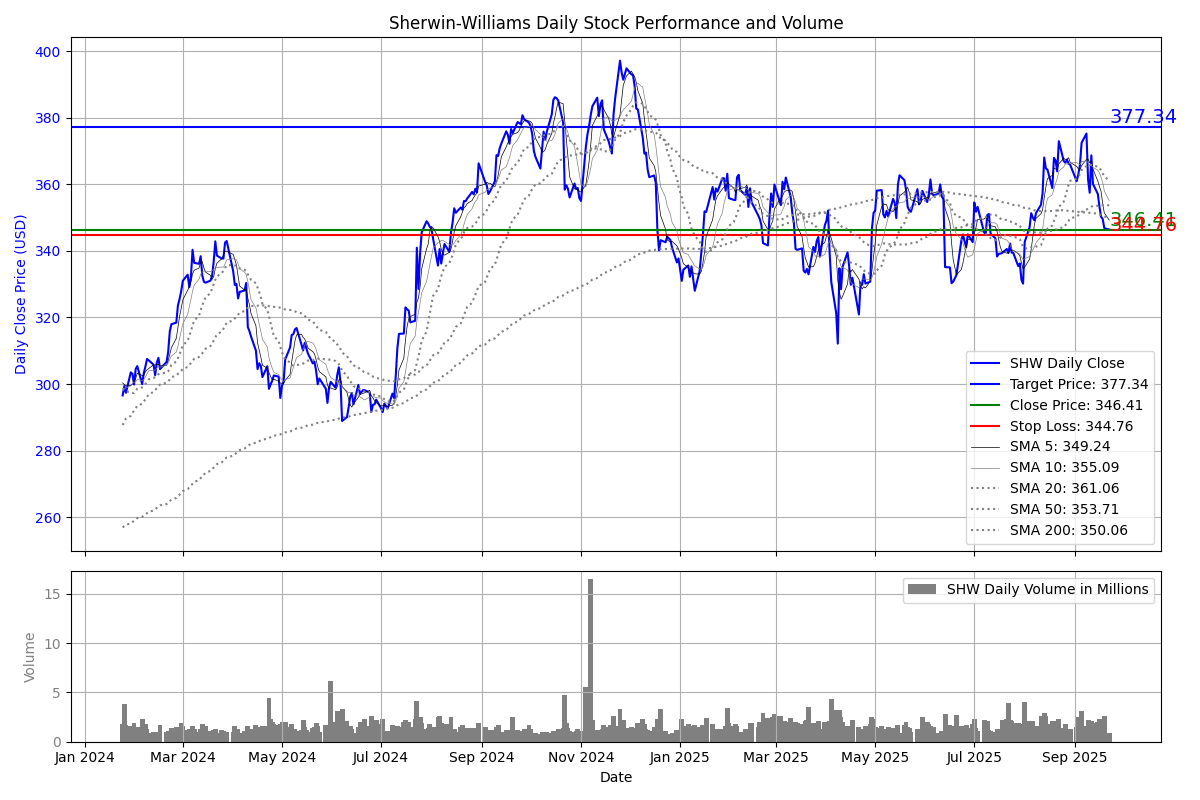 Sherwin-Williams Daily Stock Performance and Volume
Daily Close Price (USD)
400
380
360
340
320
300
280
260
377.34
346.41
344.76
SHW Daily Close
Target Price: 377.34
Close Price: 346.41
Stop Loss: 344.76
SMA 5: 349.24
SMA 10: 355.09
SMA 20: 361.06
SMA 50: 353.71
SMA 200: 350.06
Volume
15
10
5
0
SHW Daily Volume in Millions
Jan 2024 Mar 2024 May 2024 Jul 2024 Sep 2024 Nov 2024 Jan 2025 Mar 2025 May 2025 Jul 2025 Sep 2025
Date